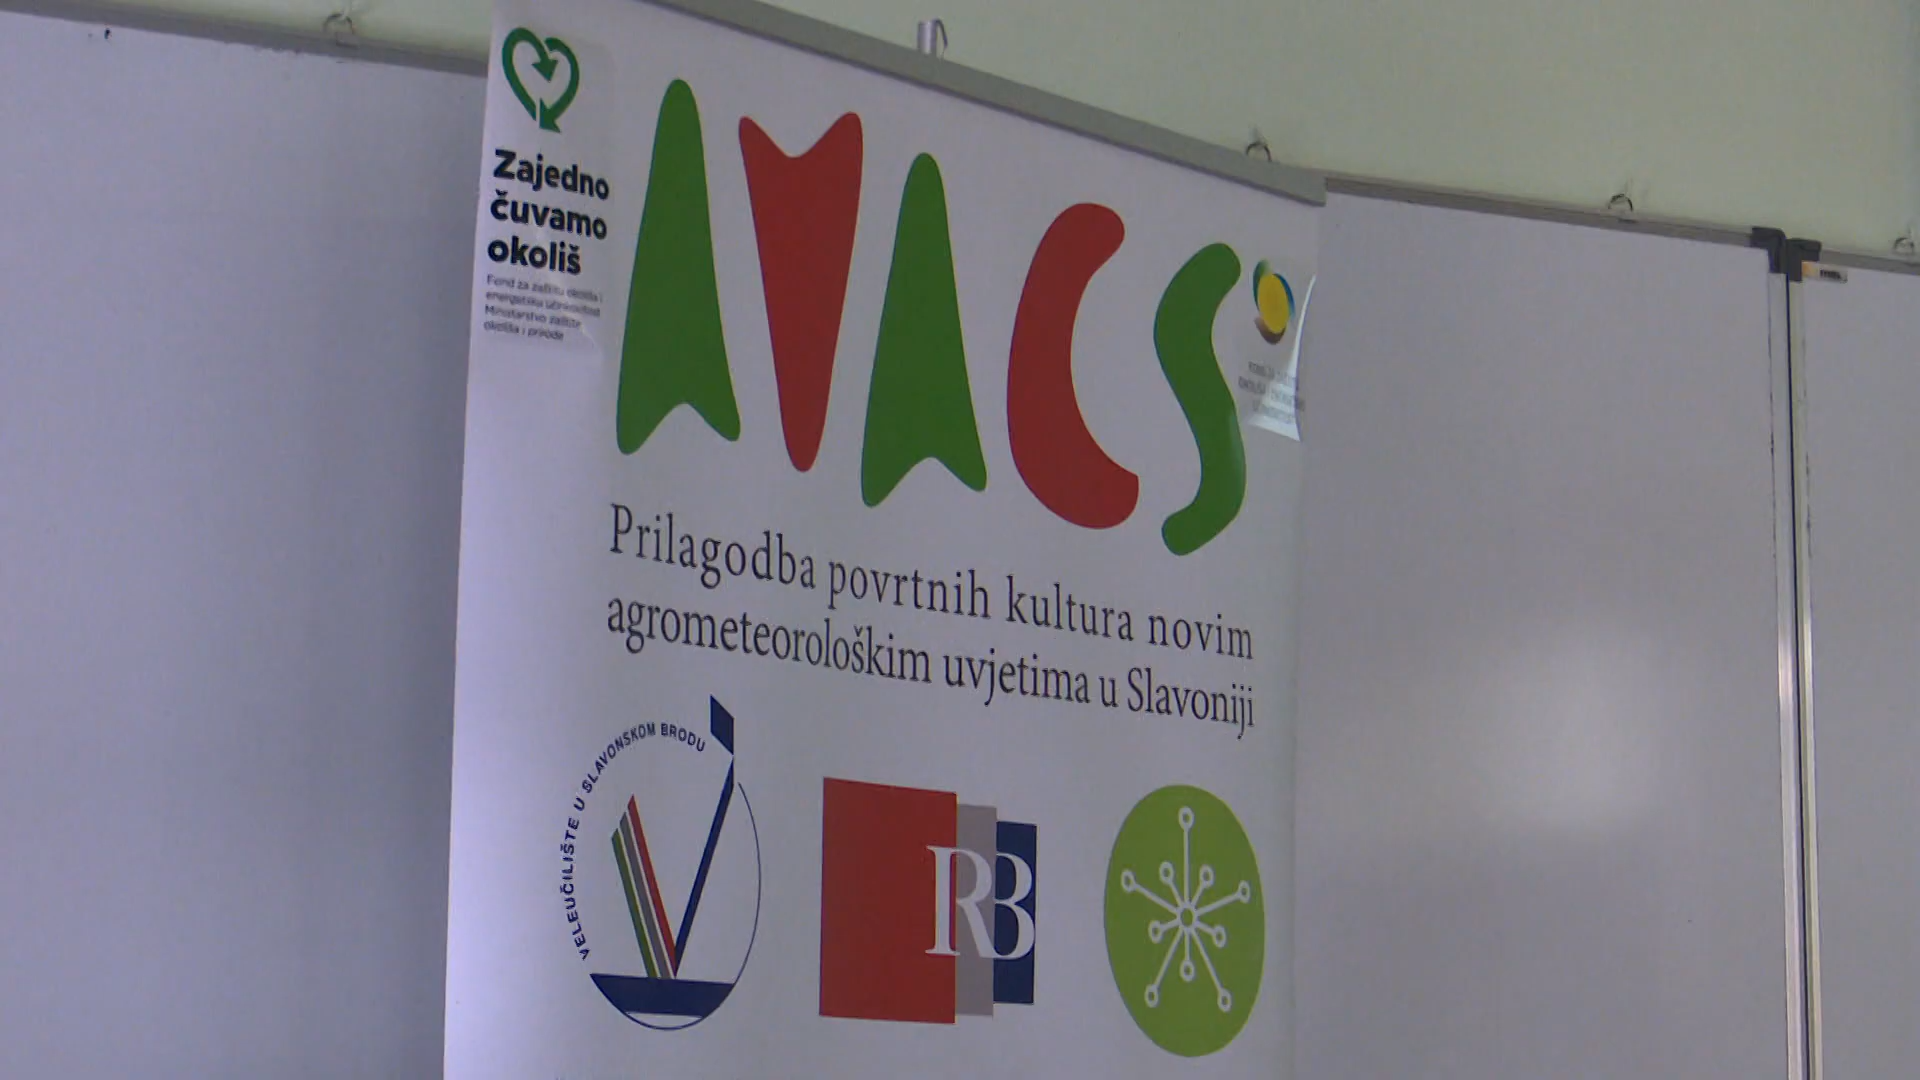 Zajedno
čuvamo
okoliš
Fond za zaštitu okoliša i
energetsku učinkovitost
Ministarstvo zaštite
okoliša i prirode
AVACS
Prilagodba povrtnih kultura novim
agrometeorološkim uvjetima u Slavoniji
VELEUČILIŠTE U SLAVONSKOM BRODU
RB